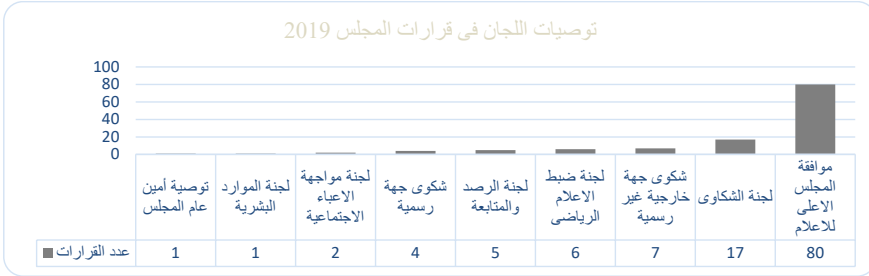 توصيات اللجان فى قرارات المجلس 2019
100
80
60
40
20
0
موافقة
المجلس
الاعلى
للاعلام
لجنة الشكاوى
شكوى جهة
خارجية غير
رسمية
لجنة ضبط
الاعلام
الرياضى
لجنة الرصد
والمتابعة
شكوى جهة
رسمية
لجنة مواجهة
الاعباء
الاجتماعية
لجنة الموارد
البشرية
توصية أمين
عام المجلس
80 17 7 6 5 4 2 1 1 عدد القرارات